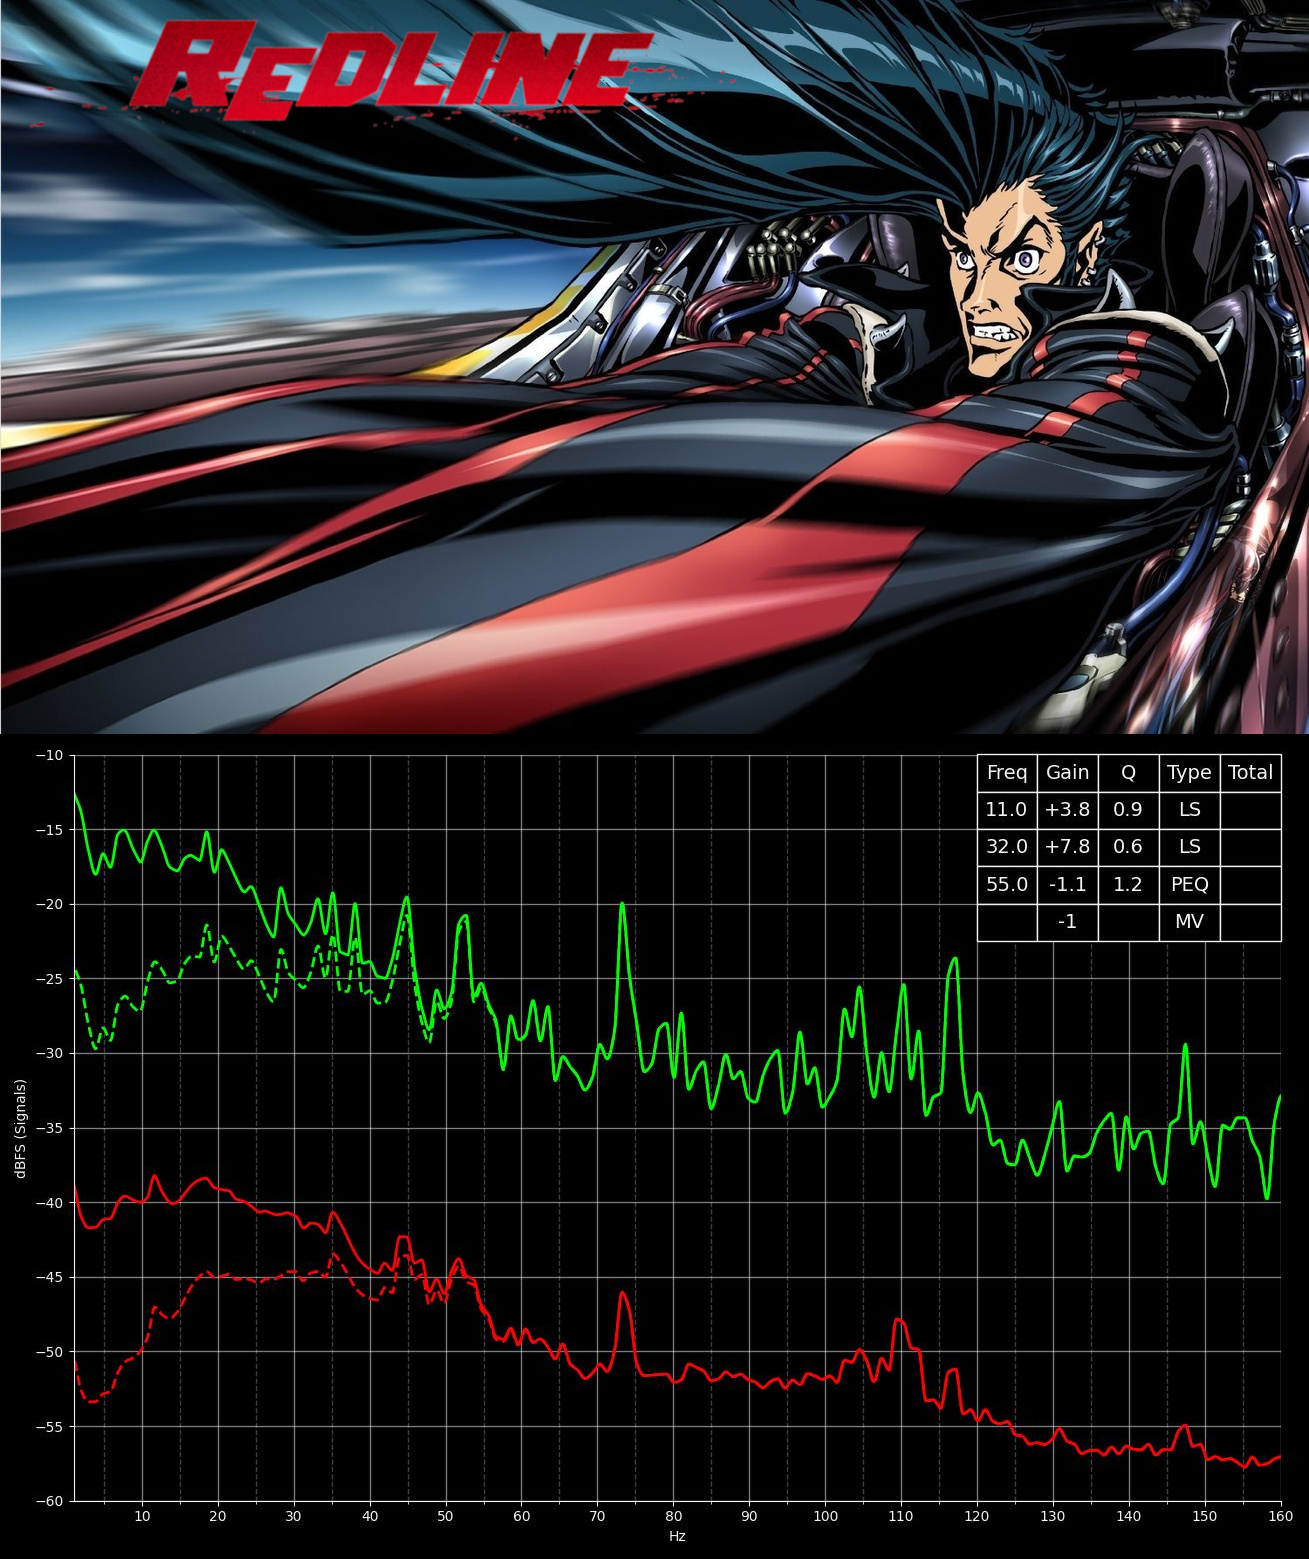 REDLINE
Freq Gain Q Type Total
11.0 +3.8 0.9 LS
32.0 +7.8 0.6 LS
55.0 -1.1 1.2 PEQ
-1 MV
−10
−15
−20
−25
−30
−35
−40
−45
−50
−55
−60
dBFS (Signals)
10 20 30 40 50 60 70 80 90 100 110 120 130 140 150 160
Hz